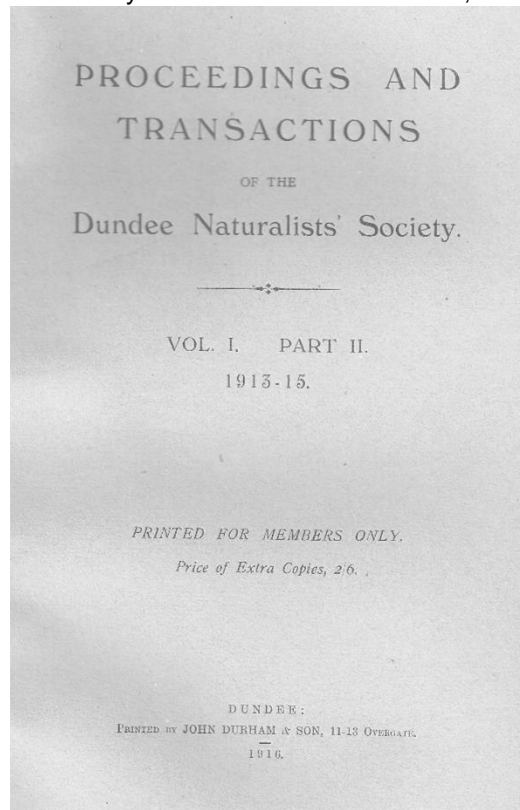 PROCEEDINGS AND
TRANSACTIONS
OF THE
Dundee Naturalists' Society.
VOL. I. PART II.
1913-15.
PRINTED FOR MEMBERS ONLY.
Price of Extra Copies, 2/6.
DUNDEE:
PRINTED BY JOHN DURHAM & SON, 11-13 OVERGATE.
1916.